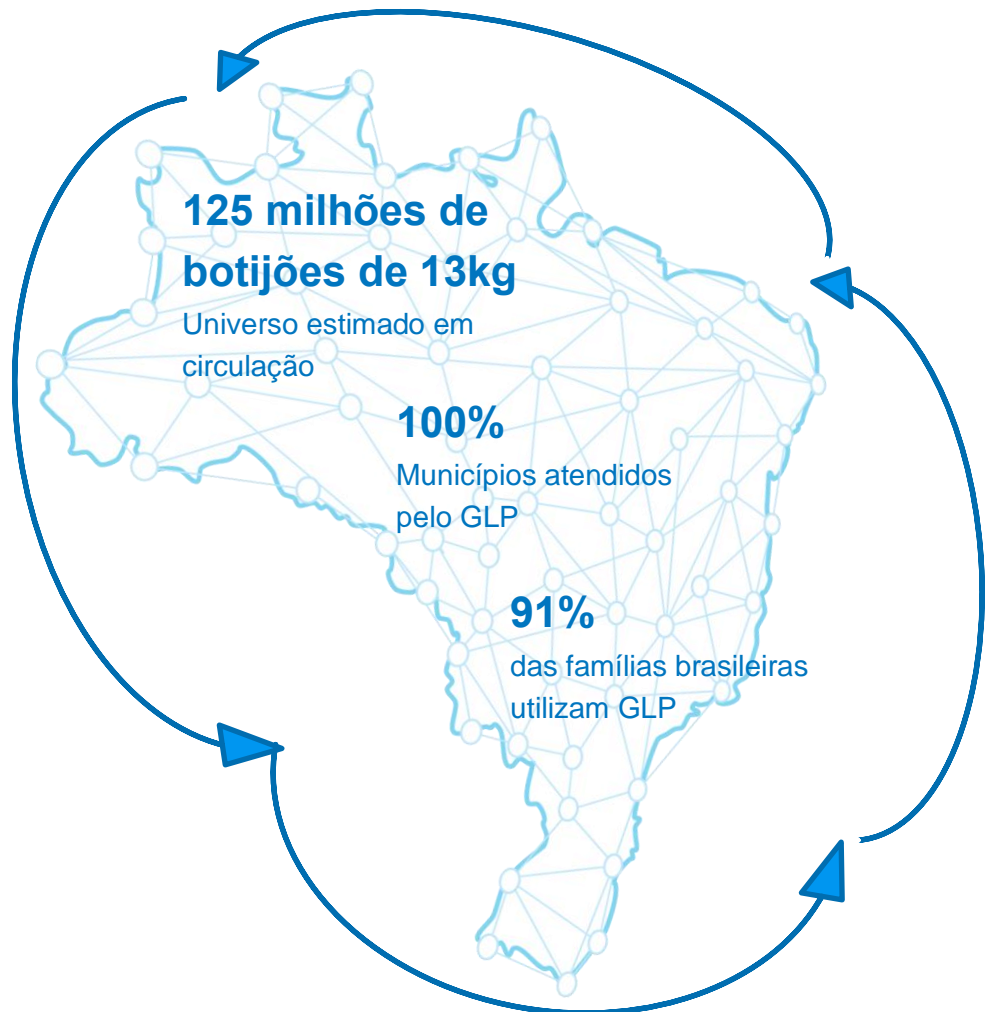 125 milhões de
botijões de 13kg
Universo estimado em
circulação
100%
Municípios atendidos
pelo GLP
91%
das famílias brasileiras
utilizam GLP